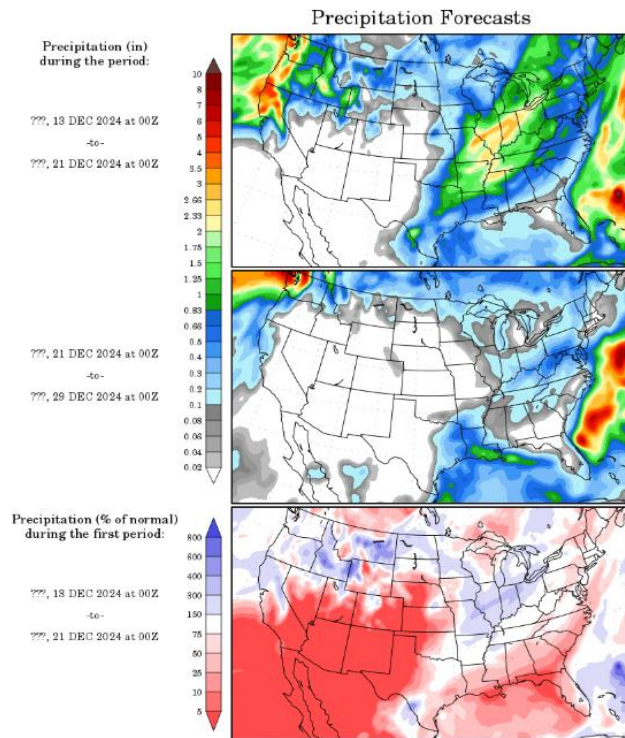 Precipitation Forecasts
Precipitation (in)
during the period:
???, 13 DEC 2024 at 00Z
-to-
???, 21 DEC 2024 at 00Z
10
8
7
6
5
4
3.5
3
2.66
2.33
2
1.75
1.5
1.25
1
0.83
0.66
0.5
0.4
0.3
0.2
0.1
0.08
0.06
0.04
0.02
???, 21 DEC 2024 at 00Z
-to-
???, 29 DEC 2024 at 00Z
Precipitation (% of normal)
during the first period:
800
600
400
300
150
75
50
25
10
5
???, 13 DEC 2024 at 00Z
-to-
???, 21 DEC 2024 at 00Z